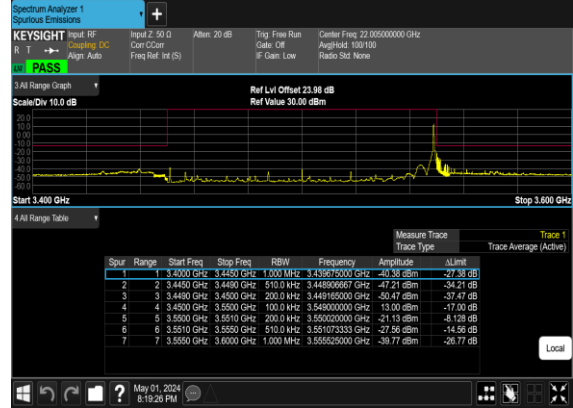 Spectrum Analyzer 1
Spurious Emissions
+
KEYSIGHT Input: RF Input Z: 50 Ω Atten: 20 dB Trig: Free Run Center Freq: 22.005000000 GHz
R T Coupling: DC Corr CCorr Gate: Off Avg|Hold: 100/100
Align: Auto Freq Ref: Int (S) IF Gain: Low Radio Std: None
PASS
3 All Range Graph
Ref Lvl Offset 23.98 dB
Scale/Div 10.0 dB Ref Value 30.00 dBm
20.0
10.0
0.00
-10.0
-20.0
-30.0
-40.0
-50.0
-60.0
Start 3.400 GHz Stop 3.600 GHz
4 All Range Table
Measure Trace Trace 1
Trace Type Trace Average (Active)
Spur Range Start Freq Stop Freq RBW Frequency Amplitude ΔLimit
1 1 3.4000 GHz 3.4450 GHz 1.000 MHz 3.439675000 GHz -40.38 dBm -27.38 dB
2 2 3.4450 GHz 3.4490 GHz 510.0 kHz 3.448906667 GHz -47.21 dBm -34.21 dB
3 3 3.4490 GHz 3.4500 GHz 200.0 kHz 3.449165000 GHz -50.47 dBm -37.47 dB
4 4 3.4500 GHz 3.5500 GHz 100.0 kHz 3.549000000 GHz 13.00 dBm -17.00 dB
5 5 3.5500 GHz 3.5510 GHz 200.0 kHz 3.550020000 GHz -21.13 dBm -8.128 dB
6 6 3.5510 GHz 3.5550 GHz 510.0 kHz 3.551073333 GHz -27.56 dBm -14.56 dB
7 7 3.5550 GHz 3.6000 GHz 1.000 MHz 3.555525000 GHz -39.77 dBm -26.77 dB
Local
?
May 01, 2024
8:19:26 PM